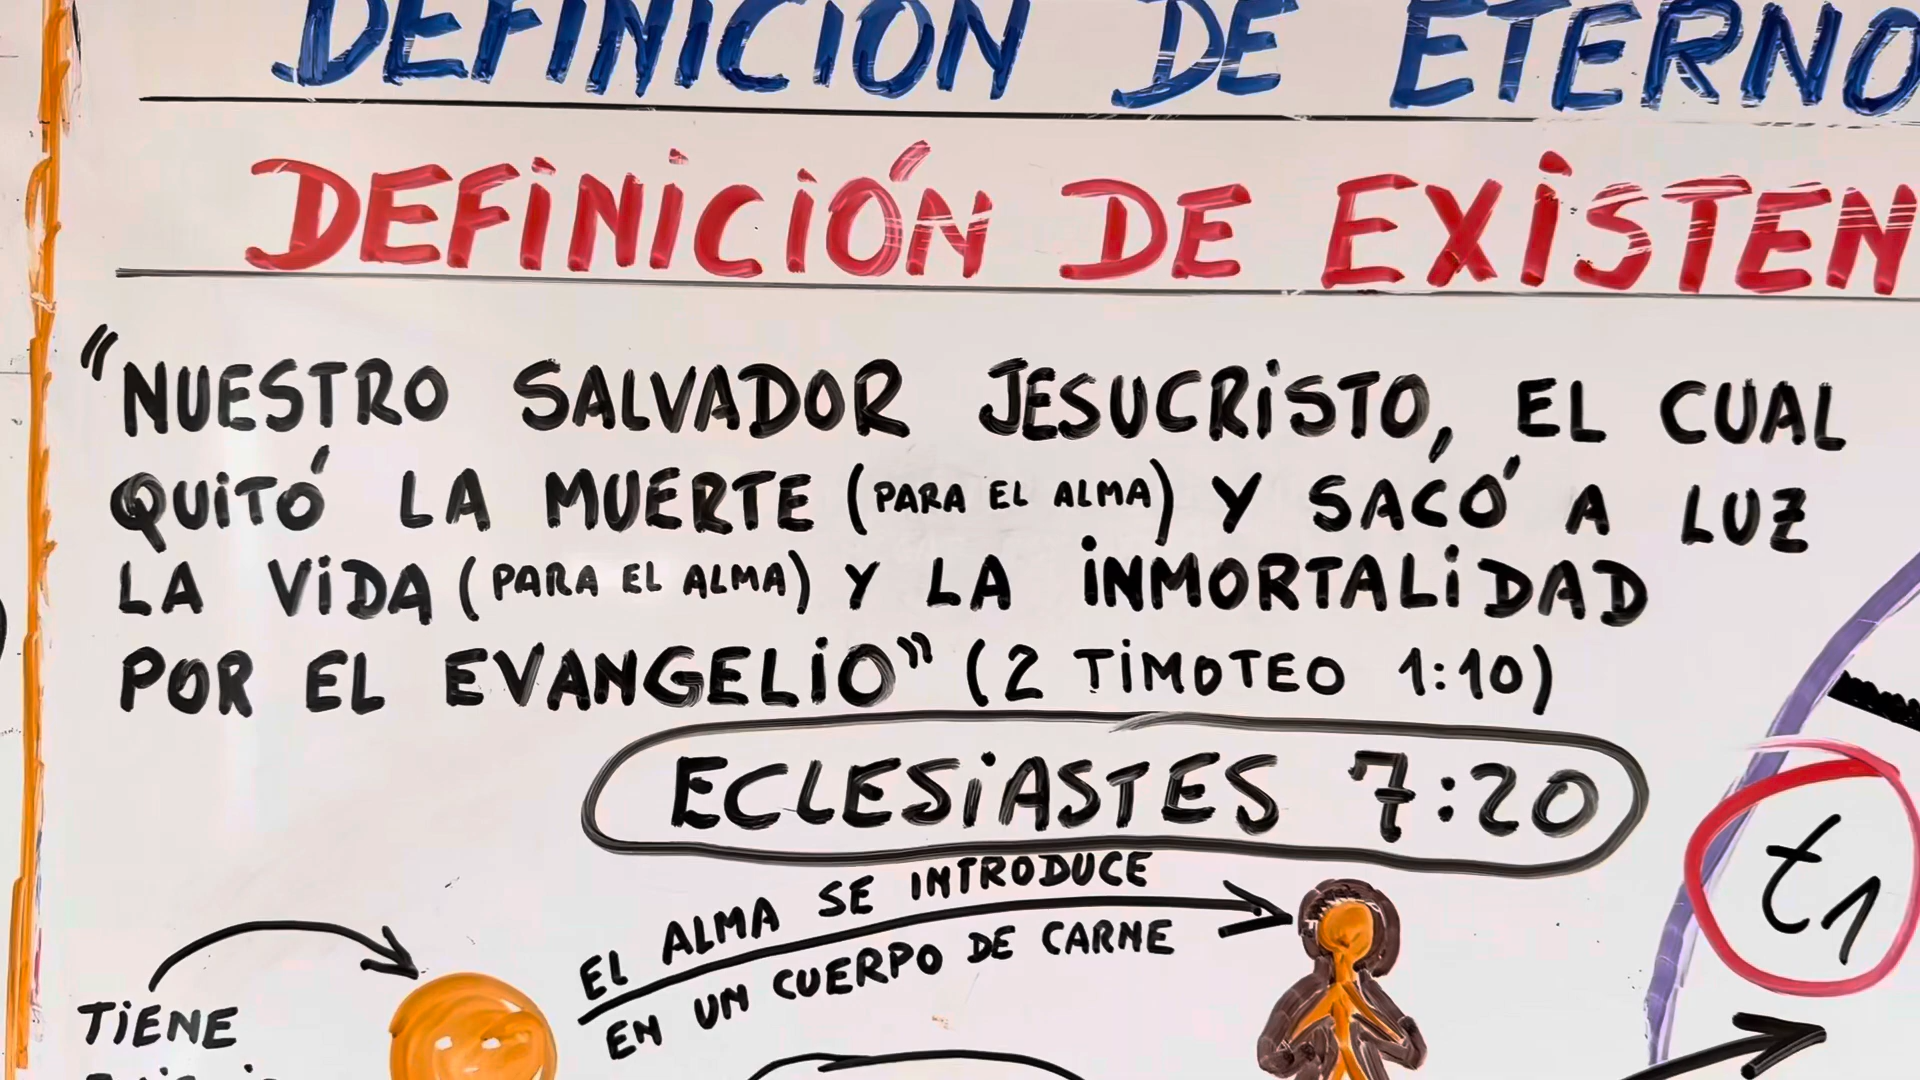 DEFINICION DE ETERNO
DEFINICIÓN DE EXISTEN
"NUESTRO SALVADOR JESUCRISTO, EL CUAL
QUITÓ LA MUERTE (PARA EL ALMA) Y SACÓ A LUZ
LA VIDA (PARA EL ALMA) Y LA INMORTALIDAD
POR EL EVANGELIO" (2 TIMOTEO 1:10)
ECLESIASTES 7:20
EL ALMA SE INTRODUCE
EN UN CUERPO DE CARNE
t1
TIENE